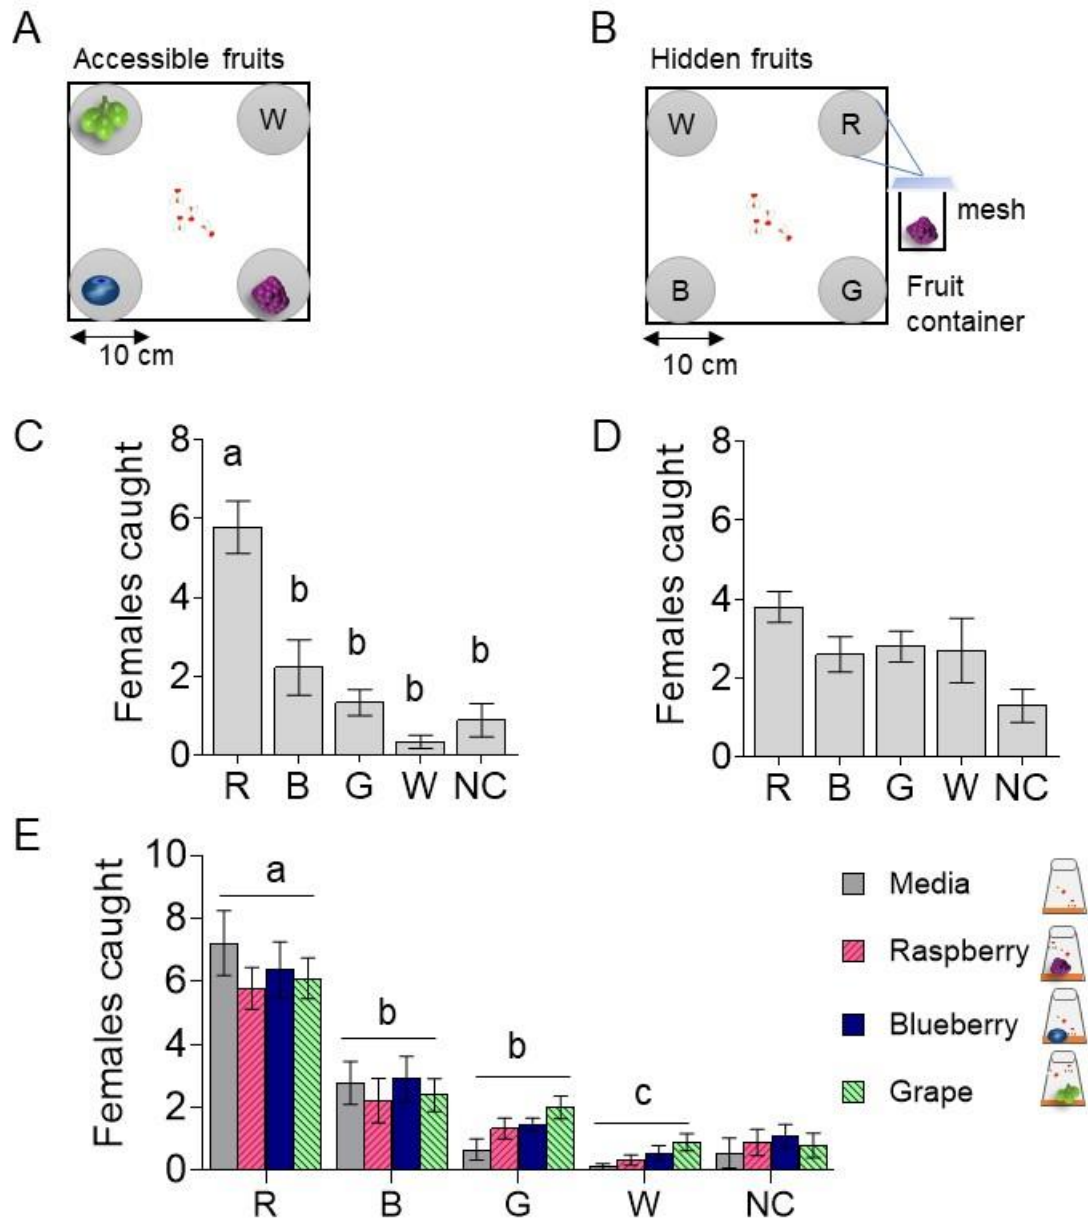 A
Accessible fruits
W
10 cm
B
Hidden fruits
W
R
B
G
mesh
Fruit
container
10 cm
C
Females caught
8
6
4
2
0
a
b
b
b
b
R B G W NC
D
Females caught
8
6
4
2
0
R B G W NC
E
Females caught
10
8
6
4
2
0
a
b
b
c
R B G W NC
Media
Raspberry
Blueberry
Grape